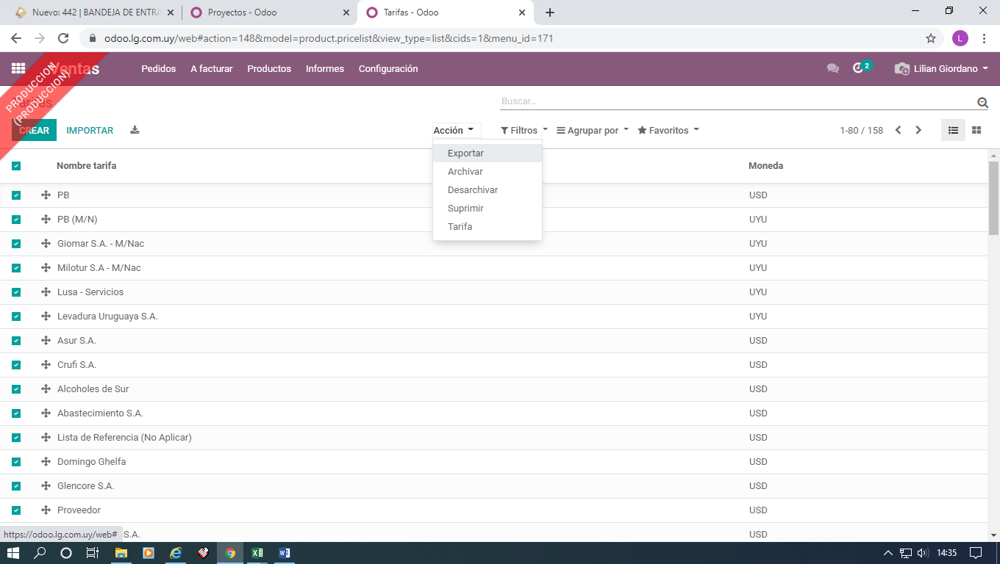 Nuevo: 442 | BANDEJA DE ENTRA
Proyectos - Odoo
Tarifas - Odoo
odoo.lg.com.uy/web#action=148&model=product.pricelist&view_type=list&cids=1&menu_id=171
L
PRODUCCION
(PRODUCCION)
Ventas
Pedidos
A facturar
Productos
Informes
Configuración
2
Lilian Giordano
Tarifas
Buscar...
CREAR
IMPORTAR
Acción
Filtros
Agrupar por
Favoritos
1-80 / 158
Exportar
Archivar
Desarchivar
Suprimir
Tarifa
Nombre tarifa
Moneda
PB USD
PB (M/N) UYU
Giomar S.A. - M/Nac UYU
Milotur S.A - M/Nac UYU
Lusa - Servicios UYU
Levadura Uruguaya S.A. UYU
Asur S.A. USD
Crufi S.A. USD
Alcoholes de Sur USD
Abastecimiento S.A. USD
Lista de Referencia (No Aplicar) USD
Domingo Ghelfa USD
Glencore S.A. USD
Proveedor USD
S.A. USD
https://odoo.lg.com.uy/web#
14:35